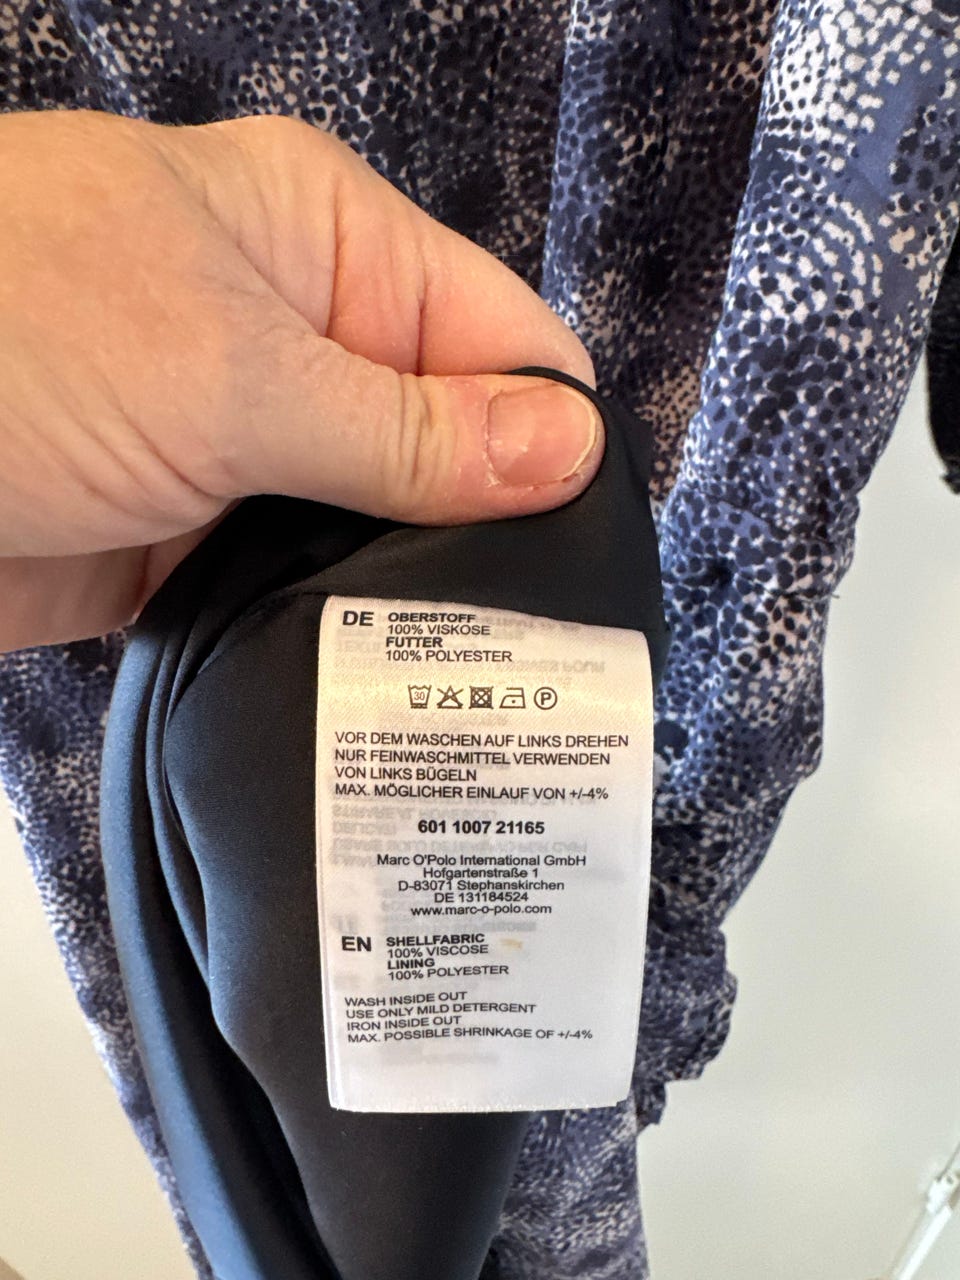 DE OBERSTOFF
100% VISKOSE
FUTTER
100% POLYESTER
30 P
VOR DEM WASCHEN AUF LINKS DREHEN
NUR FEINWASCHMITTEL VERWENDEN
VON LINKS BÜGELN
MAX. MÖGLICHER EINLAUF VON +/-4%
601 1007 21165
Marc O'Polo International GmbH
Hofgartenstraße 1
D-83071 Stephanskirchen
DE 131184524
www.marc-o-polo.com
EN SHELLFABRIC
100% VISCOSE
LINING
100% POLYESTER
WASH INSIDE OUT
USE ONLY MILD DETERGENT
IRON INSIDE OUT
MAX. POSSIBLE SHRINKAGE OF +/-4%